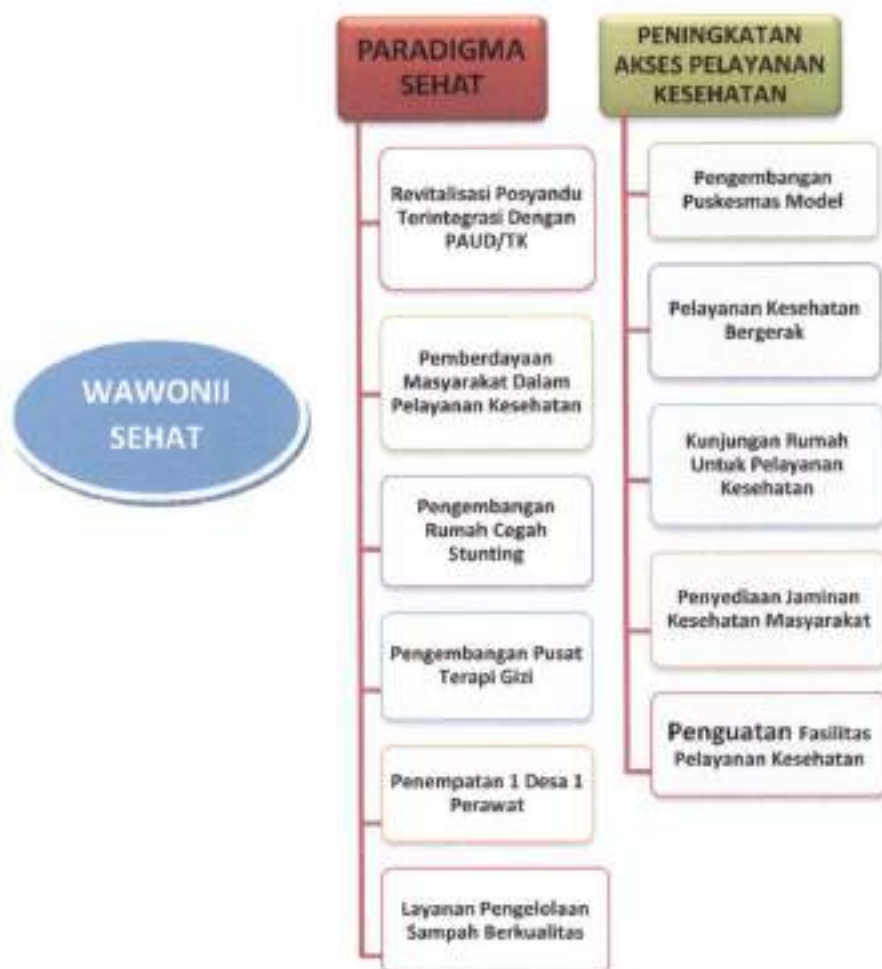 WAWONII
SEHAT
PARADIGMA
SEHAT
Revitalisasi Posyandu
Terintegrasi Dengan
PAUD/TK
Pemberdayaan
Masyarakat Dalam
Pelayanan Kesehatan
Pengembangan
Rumah Cegah
Stunting
Pengembangan Pusat
Terapi Gizi
Penempatan 1 Desa 1
Perawat
Layanan Pengelolaan
Sampah Berkualitas
PENINGKATAN
AKSES PELAYANAN
KESEHATAN
Pengembangan
Puskesmas Model
Pelayanan Kesehatan
Bergerak
Kunjungan Rumah
Untuk Pelayanan
Kesehatan
Penyediaan Jaminan
Kesehatan Masyarakat
Penguatan Fasilitas
Pelayanan Kesehatan